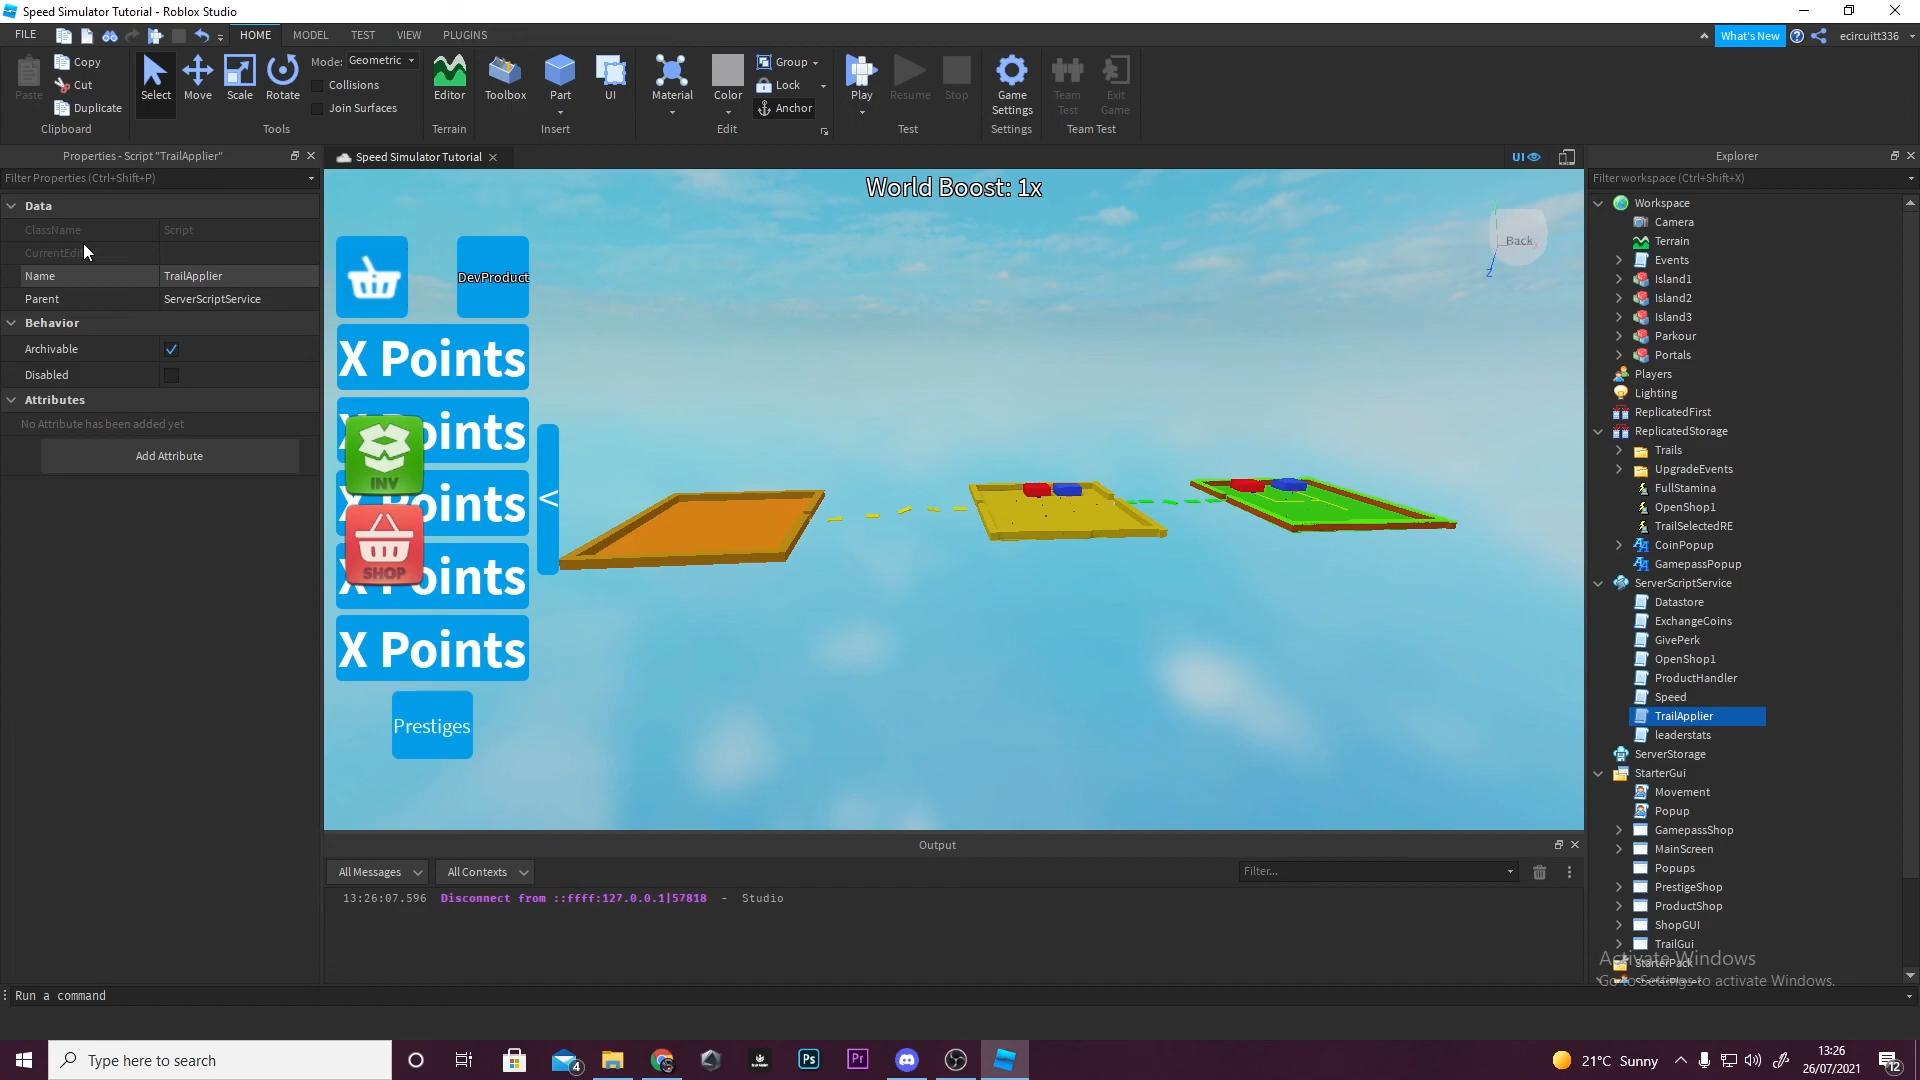 Speed Simulator Tutorial - Roblox Studio
FILE
HOME
MODEL
TEST
VIEW
PLUGINS
What's New
ecircuitt336
Paste
Copy
Cut
Duplicate
Clipboard
Select
Move
Scale
Rotate
Mode: Geometric
Collisions
Join Surfaces
Tools
Editor
Terrain
Toolbox
Part
UI
Insert
Material
Color
Group
Lock
Anchor
Edit
Play
Resume
Stop
Test
Game Settings
Settings
Team Test
Exit Game
Team Test
Properties - Script "TrailApplier"
Filter Properties (Ctrl+Shift+P)
Data
ClassName Script
Name TrailApplier
Parent ServerScriptService
Behavior
Archivable
Disabled
Attributes
No Attribute has been added yet
Add Attribute
Speed Simulator Tutorial
UI
World Boost: 1x
Back
DevProduct
X Points
X Points
INV
X Points
SHOP
X Points
X Points
<
Prestiges
Z
Output
All Messages
All Contexts
Filter...
13:26:07.596 Disconnect from ::ffff:127.0.0.1|57818 - Studio
Explorer
Filter workspace (Ctrl+Shift+X)
Workspace
Camera
Terrain
Events
Island1
Island2
Island3
Parkour
Portals
Players
Lighting
ReplicatedFirst
ReplicatedStorage
Trails
UpgradeEvents
FullStamina
OpenShop1
TrailSelectedRE
CoinPopup
GamepassPopup
ServerScriptService
Datastore
ExchangeCoins
GivePerk
OpenShop1
ProductHandler
Speed
TrailApplier
leaderstats
ServerStorage
StarterGui
Movement
Popup
GamepassShop
MainScreen
Popups
PrestigeShop
ProductShop
ShopGUI
TrailGui
StarterPack
Activate Windows
Go to Settings to activate Windows.
Run a command
Type here to search
4
Ps
Pr
21°C Sunny
13:26
26/07/2021
12